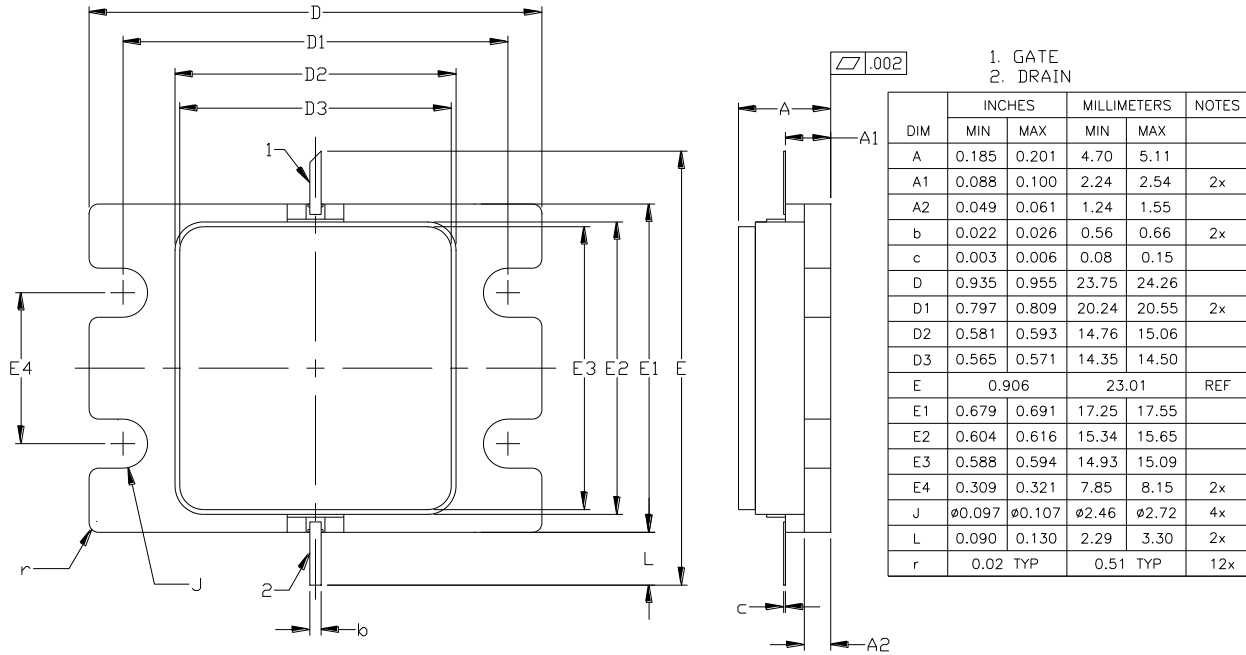 D
D1
D2
D3
1
E4
E3
E2
E1
E
r
J
2
b
L
.002
A
A1
c
A2
1. GATE
2. DRAIN
INCHES MILLIMETERS NOTES
DIM MIN MAX MIN MAX
A 0.185 0.201 4.70 5.11
A1 0.088 0.100 2.24 2.54 2x
A2 0.049 0.061 1.24 1.55
b 0.022 0.026 0.56 0.66 2x
c 0.003 0.006 0.08 0.15
D 0.935 0.955 23.75 24.26
D1 0.797 0.809 20.24 20.55 2x
D2 0.581 0.593 14.76 15.06
D3 0.565 0.571 14.35 14.50
E 0.906 23.01 REF
E1 0.679 0.691 17.25 17.55
E2 0.604 0.616 15.34 15.65
E3 0.588 0.594 14.93 15.09
E4 0.309 0.321 7.85 8.15 2x
J ø0.097 ø0.107 ø2.46 ø2.72 4x
L 0.090 0.130 2.29 3.30 2x
r 0.02 TYP 0.51 TYP 12x